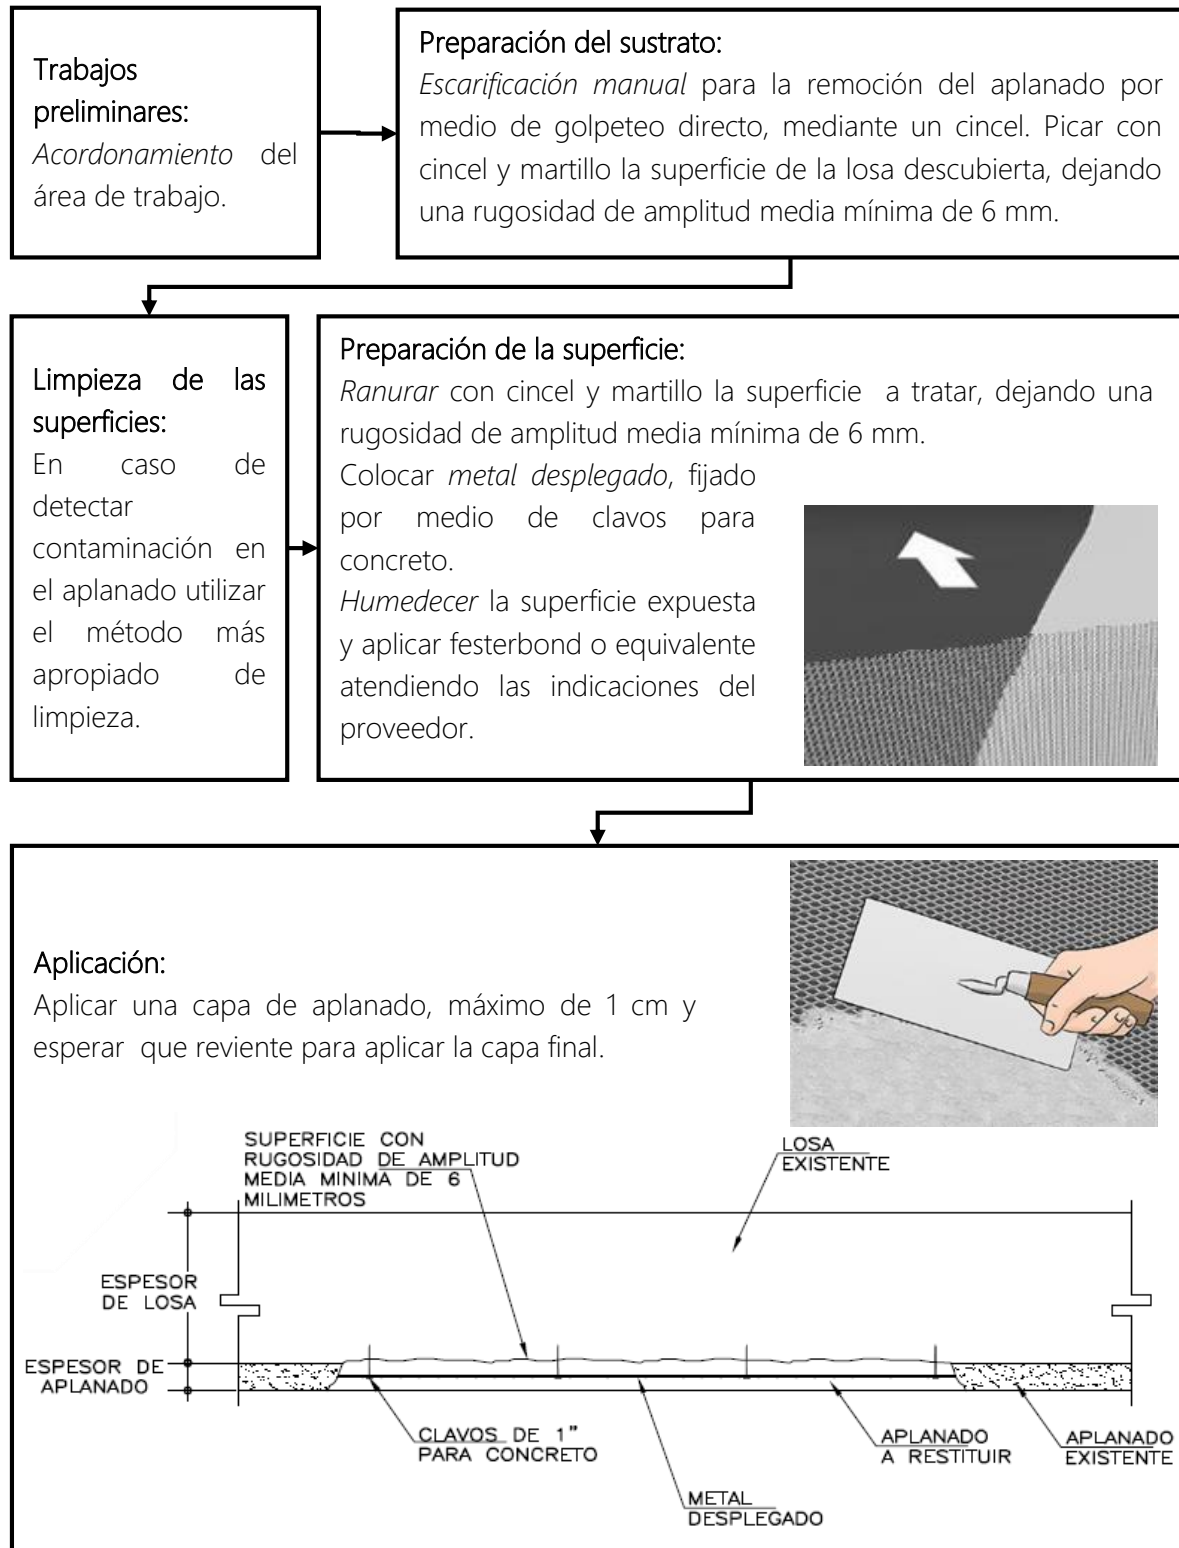 Trabajos
preliminares:
Acordonamiento del
área de trabajo.
Preparación del sustrato:
Escarificación manual para la remoción del aplanado por
medio de golpeteo directo, mediante un cincel. Picar con
cincel y martillo la superficie de la losa descubierta, dejando
una rugosidad de amplitud media mínima de 6 mm.
Limpieza de las
superficies:
En caso de
detectar
contaminación en
el aplanado utilizar
el método más
apropiado de
limpieza.
Preparación de la superficie:
Ranurar con cincel y martillo la superficie a tratar, dejando una
rugosidad de amplitud media mínima de 6 mm.
Colocar metal desplegado, fijado
por medio de clavos para
concreto.
Humedecer la superficie expuesta
y aplicar festerbond o equivalente
atendiendo las indicaciones del
proveedor.
Aplicación:
Aplicar una capa de aplanado, máximo de 1 cm y
esperar que reviente para aplicar la capa final.
SUPERFICIE CON
RUGOSIDAD DE AMPLITUD
MEDIA MINIMA DE 6
MILIMETROS
LOSA
EXISTENTE
ESPESOR
DE LOSA
ESPESOR DE
APLANADO
CLAVOS DE 1”
PARA CONCRETO
APLANADO
A RESTITUIR
APLANADO
EXISTENTE
METAL
DESPLEGADO